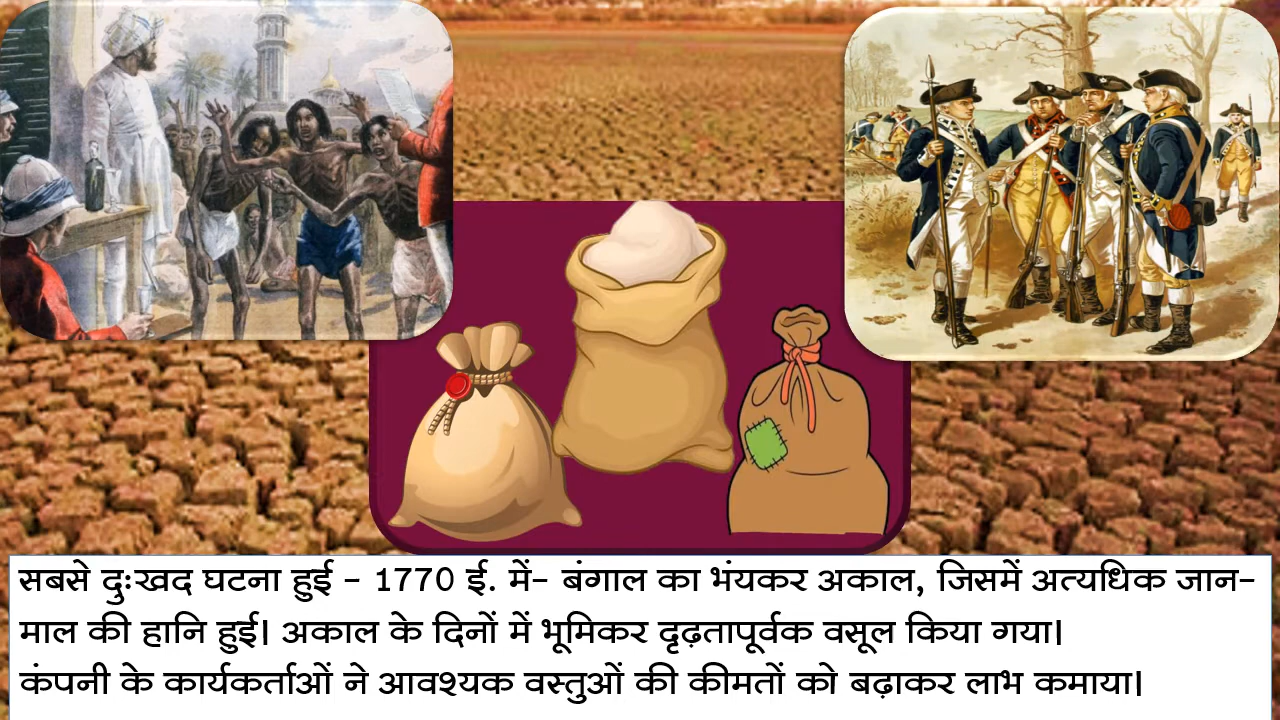 सबसे दुःखद घटना हुई - 1770 ई. में- बंगाल का भंयकर अकाल, जिसमें अत्यधिक जान-
माल की हानि हुई। अकाल के दिनों में भूमिकर दृढ़तापूर्वक वसूल किया गया।
कंपनी के कार्यकर्ताओं ने आवश्यक वस्तुओं की कीमतों को बढ़ाकर लाभ कमाया।